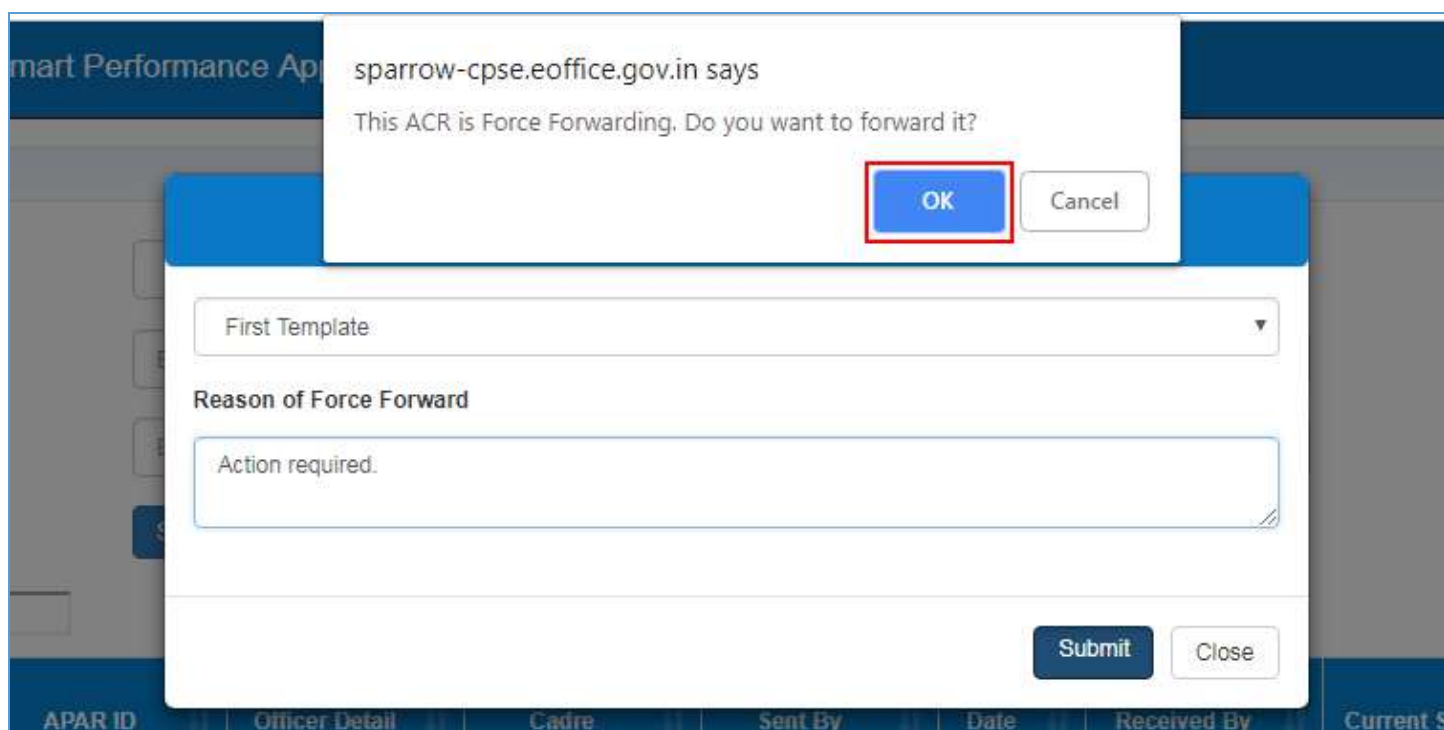 mart Performance Ap
sparrow-cpse.eoffice.gov.in says
This ACR is Force Forwarding. Do you want to forward it?
OK Cancel
First Template
Reason of Force Forward
Action required.
Submit Close
APAR ID Officer Detail Cadre Sent By Date Received By Current S